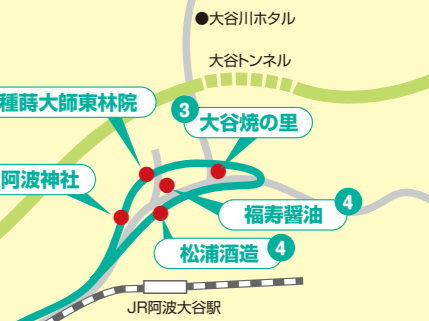 ●大谷川ホタル
大谷トンネル
種蒔大師東林院
3
大谷焼の里
阿波神社
福寿醤油
4
松浦酒造
4
JR阿波大谷駅